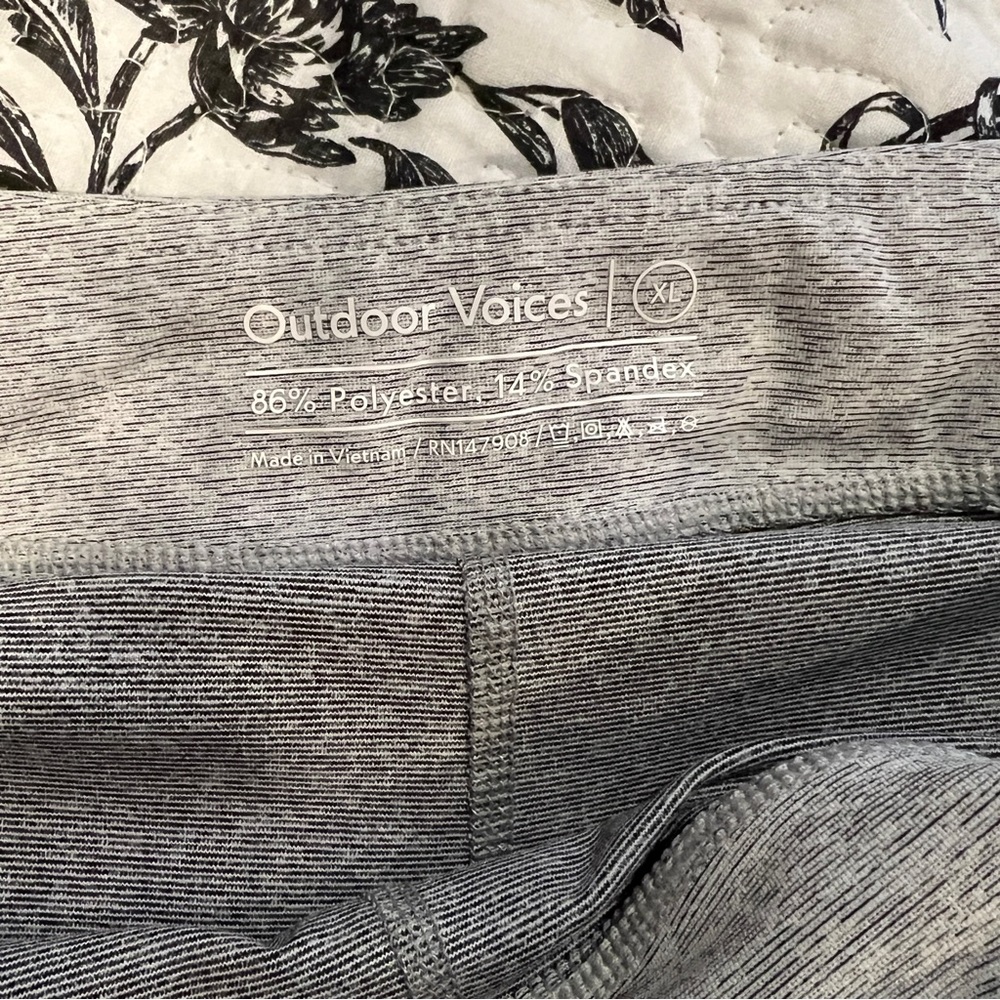 Outdoor Voices | XL
86% Polyester, 14% Spandex
Made in Vietnam / RN147908 /